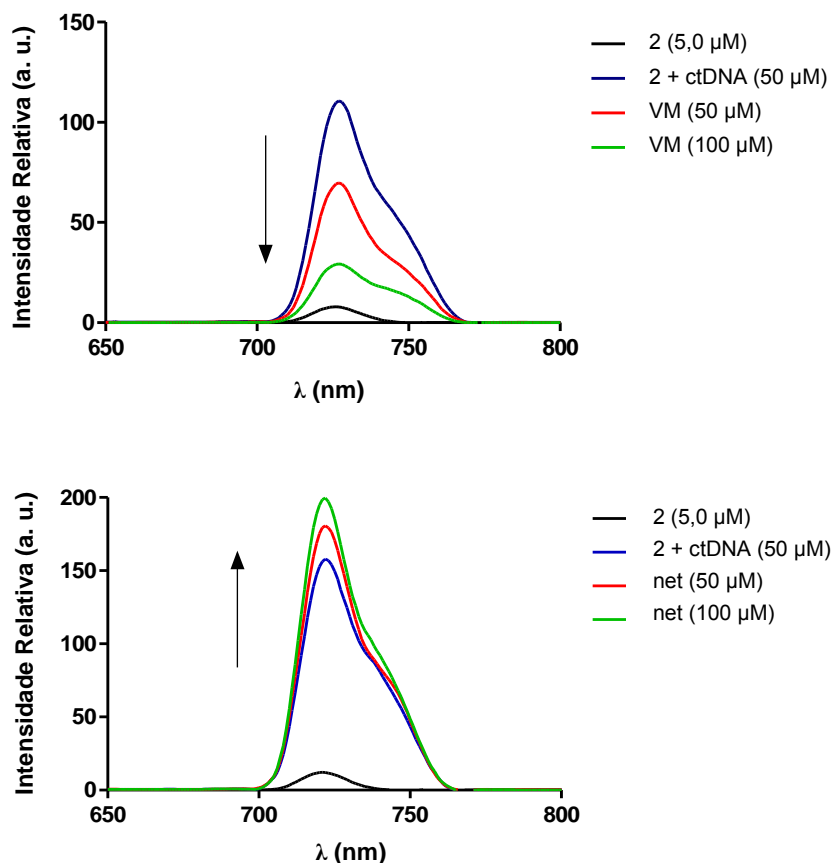 Intensidade Relativa (a. u.)
150
100
50
0
650
700
750
800
λ (nm)
2 (5,0 µM)
2 + ctDNA (50 µM)
VM (50 µM)
VM (100 µM)
Intensidade Relativa (a. u.)
200
150
100
50
0
650
700
750
800
λ (nm)
2 (5,0 µM)
2 + ctDNA (50 µM)
net (50 µM)
net (100 µM)